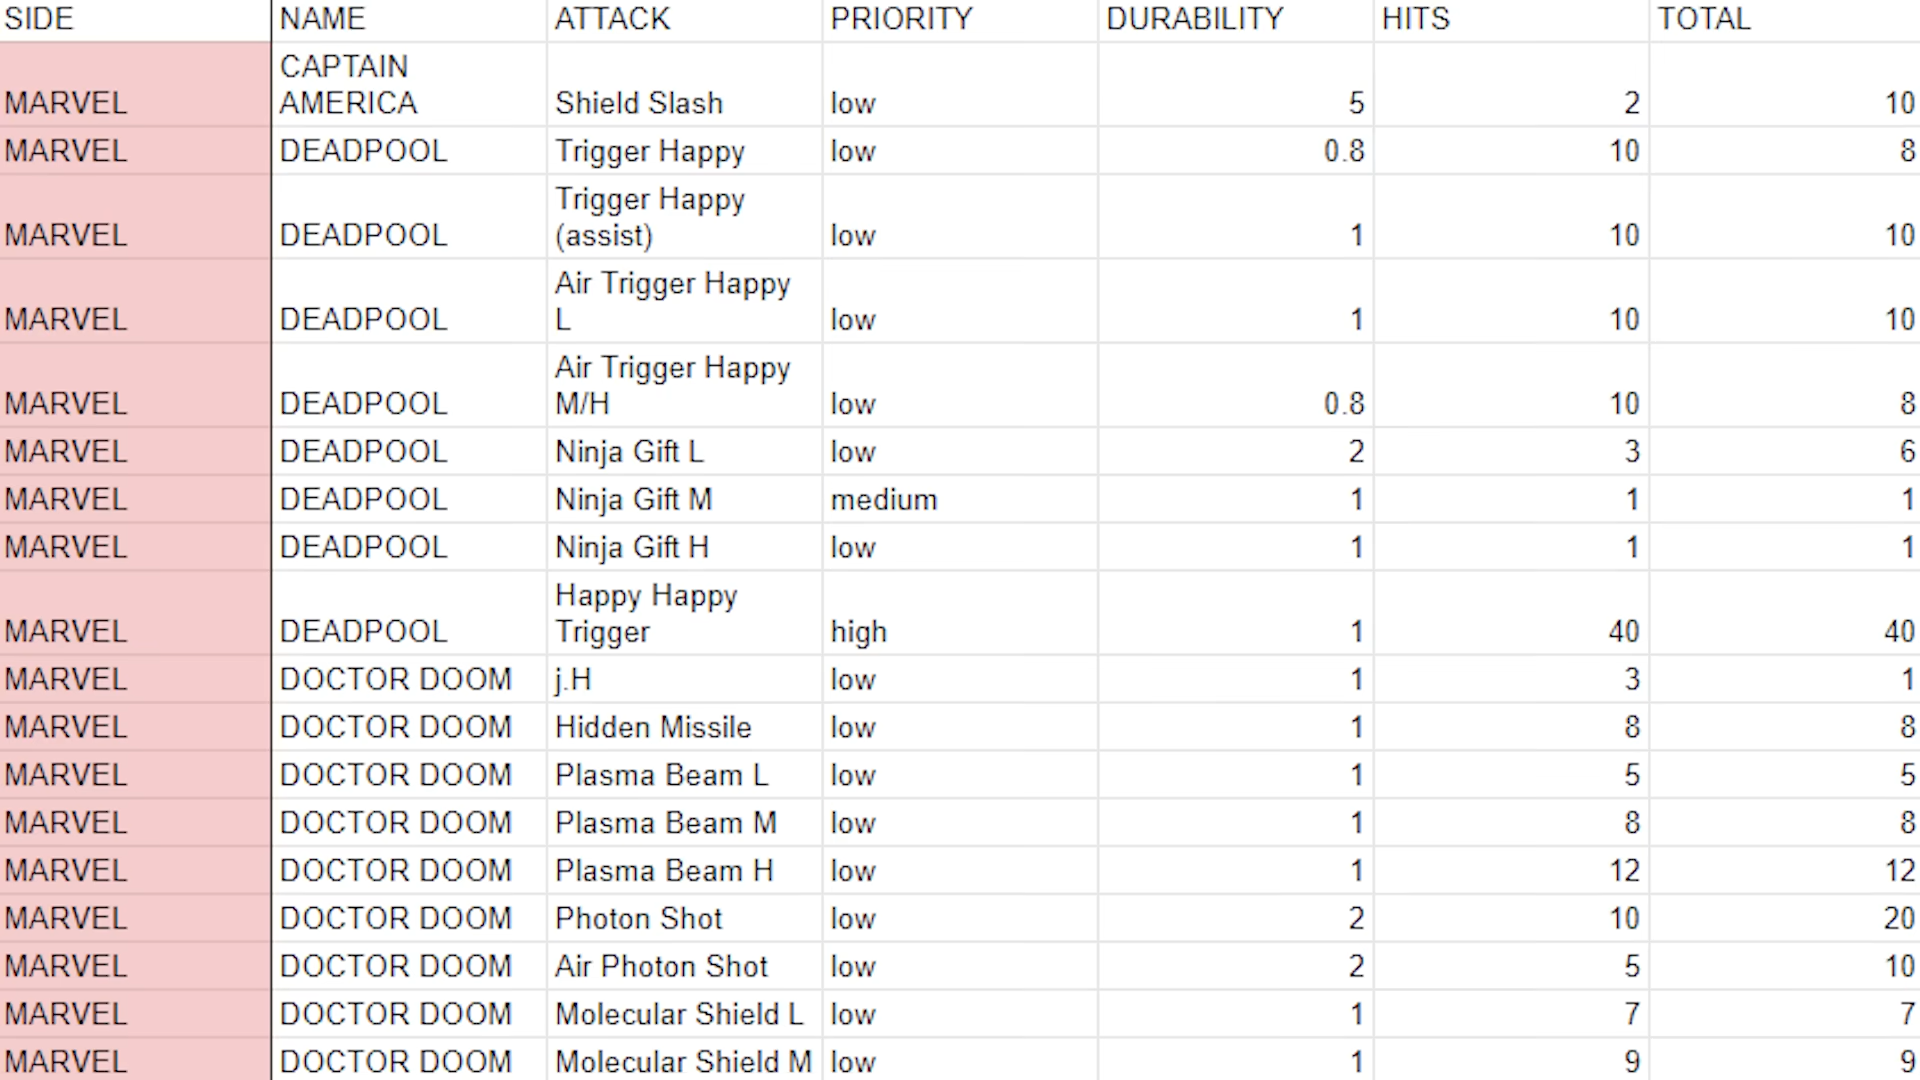 SIDE NAME ATTACK PRIORITY DURABILITY HITS TOTAL
MARVEL CAPTAIN AMERICA Shield Slash low 5 2 10
MARVEL DEADPOOL Trigger Happy low 0.8 10 8
MARVEL DEADPOOL Trigger Happy (assist) low 1 10 10
MARVEL DEADPOOL Air Trigger Happy L low 1 10 10
MARVEL DEADPOOL Air Trigger Happy M/H low 0.8 10 8
MARVEL DEADPOOL Ninja Gift L low 2 3 6
MARVEL DEADPOOL Ninja Gift M medium 1 1 1
MARVEL DEADPOOL Ninja Gift H low 1 1 1
MARVEL DEADPOOL Happy Happy Trigger high 1 40 40
MARVEL DOCTOR DOOM j.H low 1 3 1
MARVEL DOCTOR DOOM Hidden Missile low 1 8 8
MARVEL DOCTOR DOOM Plasma Beam L low 1 5 5
MARVEL DOCTOR DOOM Plasma Beam M low 1 8 8
MARVEL DOCTOR DOOM Plasma Beam H low 1 12 12
MARVEL DOCTOR DOOM Photon Shot low 2 10 20
MARVEL DOCTOR DOOM Air Photon Shot low 2 5 10
MARVEL DOCTOR DOOM Molecular Shield L low 1 7 7
MARVEL DOCTOR DOOM Molecular Shield M low 1 9 9